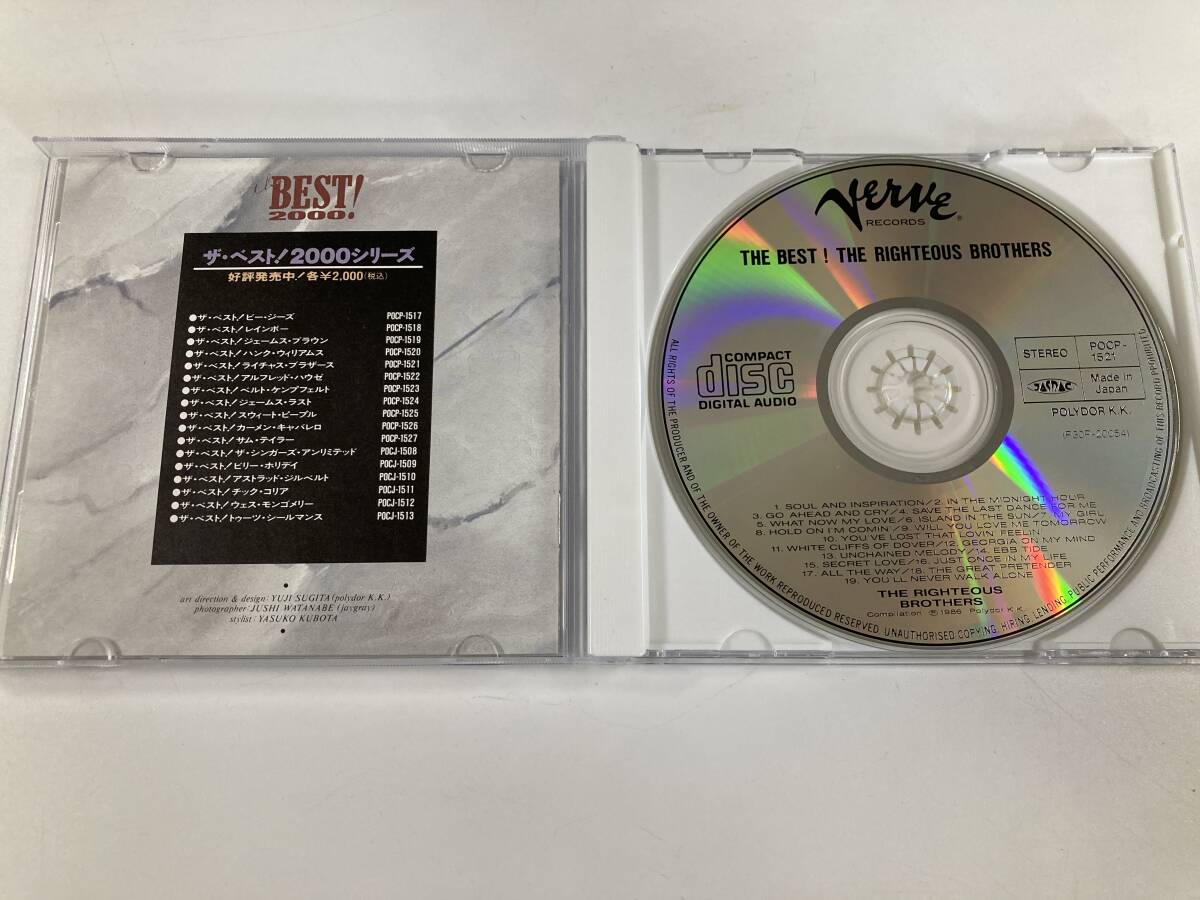 the
BEST!
2000!
ザ・ベスト!2000シリーズ
好評発売中!各¥2,000(税込)
●ザ・ベスト/ビー・ジーズ POCP-1517
●ザ・ベスト/レインボー POCP-1518
●ザ・ベスト/ジェームス・ブラウン POCP-1519
●ザ・ベスト/ハンク・ウィリアムス POCP-1520
●ザ・ベスト/ライチャス・ブラザース POCP-1521
●ザ・ベスト/アルフレッド・ハウゼ POCP-1522
●ザ・ベスト/ベルト・ケンプフェルト POCP-1523
●ザ・ベスト/ジェームス・ラスト POCP-1524
●ザ・ベスト/スウィート・ピープル POCP-1525
●ザ・ベスト/カーメン・キャバレロ POCP-1526
●ザ・ベスト/サム・テイラー POCP-1527
●ザ・ベスト/ザ・シンガーズ・アンリミテッド POCJ-1508
●ザ・ベスト/ビリー・ホリデイ POCJ-1509
●ザ・ベスト/アストラッド・ジルベルト POCJ-1510
●ザ・ベスト/チック・コリア POCJ-1511
●ザ・ベスト/ウェス・モンゴメリー POCJ-1512
●ザ・ベスト/トゥーツ・シールマンス POCJ-1513
art direction & design: YUJI SUGITA (polydor K.K.)
photographer: JUSHI WATANABE (jaygray)
stylist: YASUKO KUBOTA
VERVE
RECORDS ®
THE BEST ! THE RIGHTEOUS BROTHERS
COMPACT
disc
DIGITAL AUDIO
STEREO
POCP-
1521
JASRAC
Made in
Japan
POLYDOR K.K.
(P30P-20054)
1. SOUL AND INSPIRATION/2. IN THE MIDNIGHT HOUR
3. GO AHEAD AND CRY/4. SAVE THE LAST DANCE FOR ME
5. WHAT NOW MY LOVE/6. ISLAND IN THE SUN/7. MY GIRL
8. HOLD ON I'M COMIN'/9. WILL YOU LOVE ME TOMORROW
10. YOU'VE LOST THAT LOVIN' FEELIN'
11. WHITE CLIFFS OF DOVER/12. GEORGIA ON MY MIND
13. UNCHAINED MELODY/14. EBB TIDE
15. SECRET LOVE/16. JUST ONCE IN MY LIFE
17. ALL THE WAY/18. THE GREAT PRETENDER
19. YOU'LL NEVER WALK ALONE
THE RIGHTEOUS
BROTHERS
Compilation ℗ 1986 Polydor K.K.
ALL RIGHTS OF THE PRODUCER AND OF THE OWNER OF THE WORK REPRODUCED RESERVED. UNAUTHORISED COPYING, HIRING, LENDING, PUBLIC PERFORMANCE AND BROADCASTING OF THIS RECORD PROHIBITED.